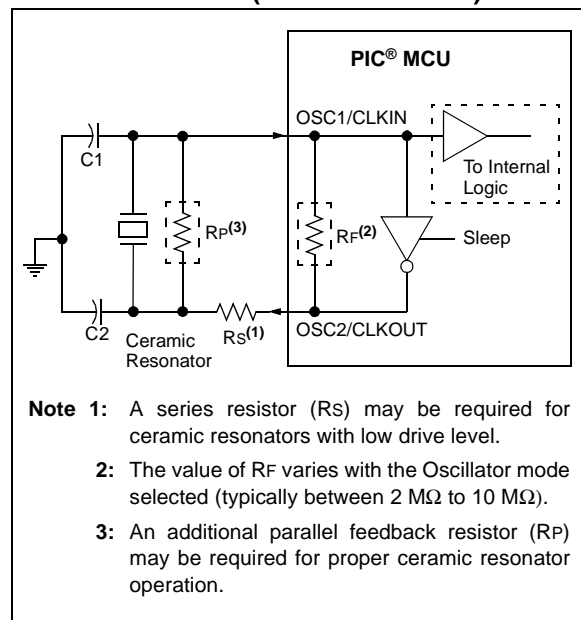 PIC® MCU
OSC1/CLKIN
C1
To Internal
Logic
RP(3)
RF(2)
Sleep
C2
Ceramic
Resonator
RS(1)
OSC2/CLKOUT
Note 1: A series resistor (RS) may be required for
ceramic resonators with low drive level.
2: The value of RF varies with the Oscillator mode
selected (typically between 2 MΩ to 10 MΩ).
3: An additional parallel feedback resistor (RP)
may be required for proper ceramic resonator
operation.